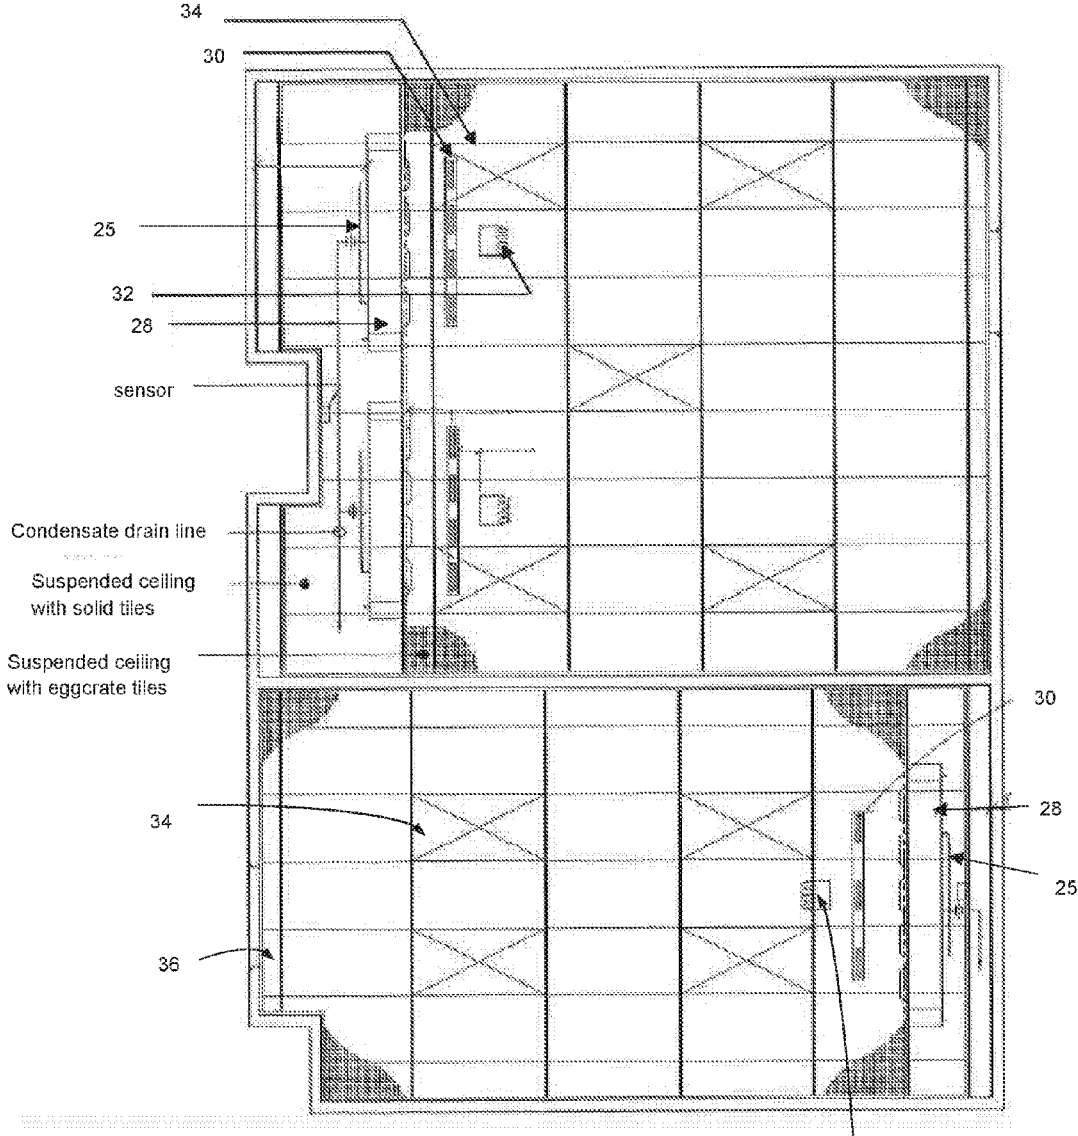 34
30
25
32
28
sensor
Condensate drain line
Suspended ceiling
with solid tiles
Suspended ceiling
with eggcrate tiles
30
28
34
25
36